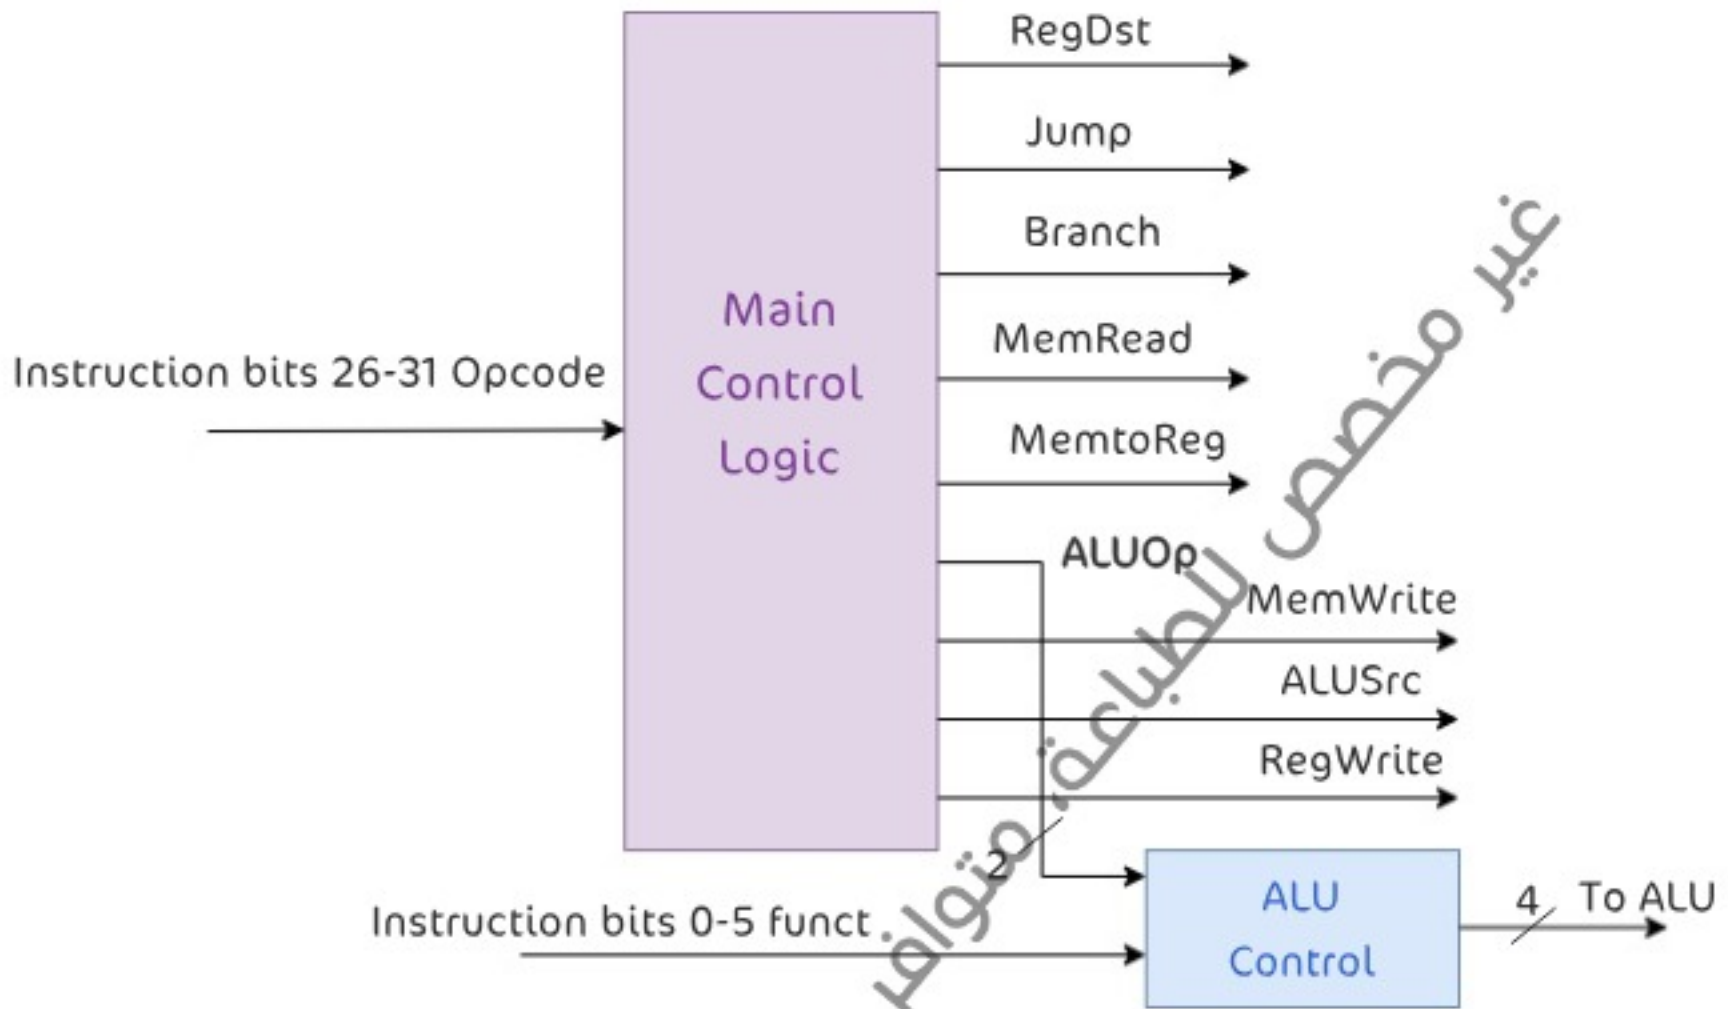 RegDst
Jump
Branch
MemRead
MemtoReg
ALUOp
MemWrite
ALUSrc
RegWrite
Instruction bits 26-31 Opcode
Main
Control
Logic
2
Instruction bits 0-5 funct
ALU
Control
4
To ALU
غير مخصص للطباعة، متوافر